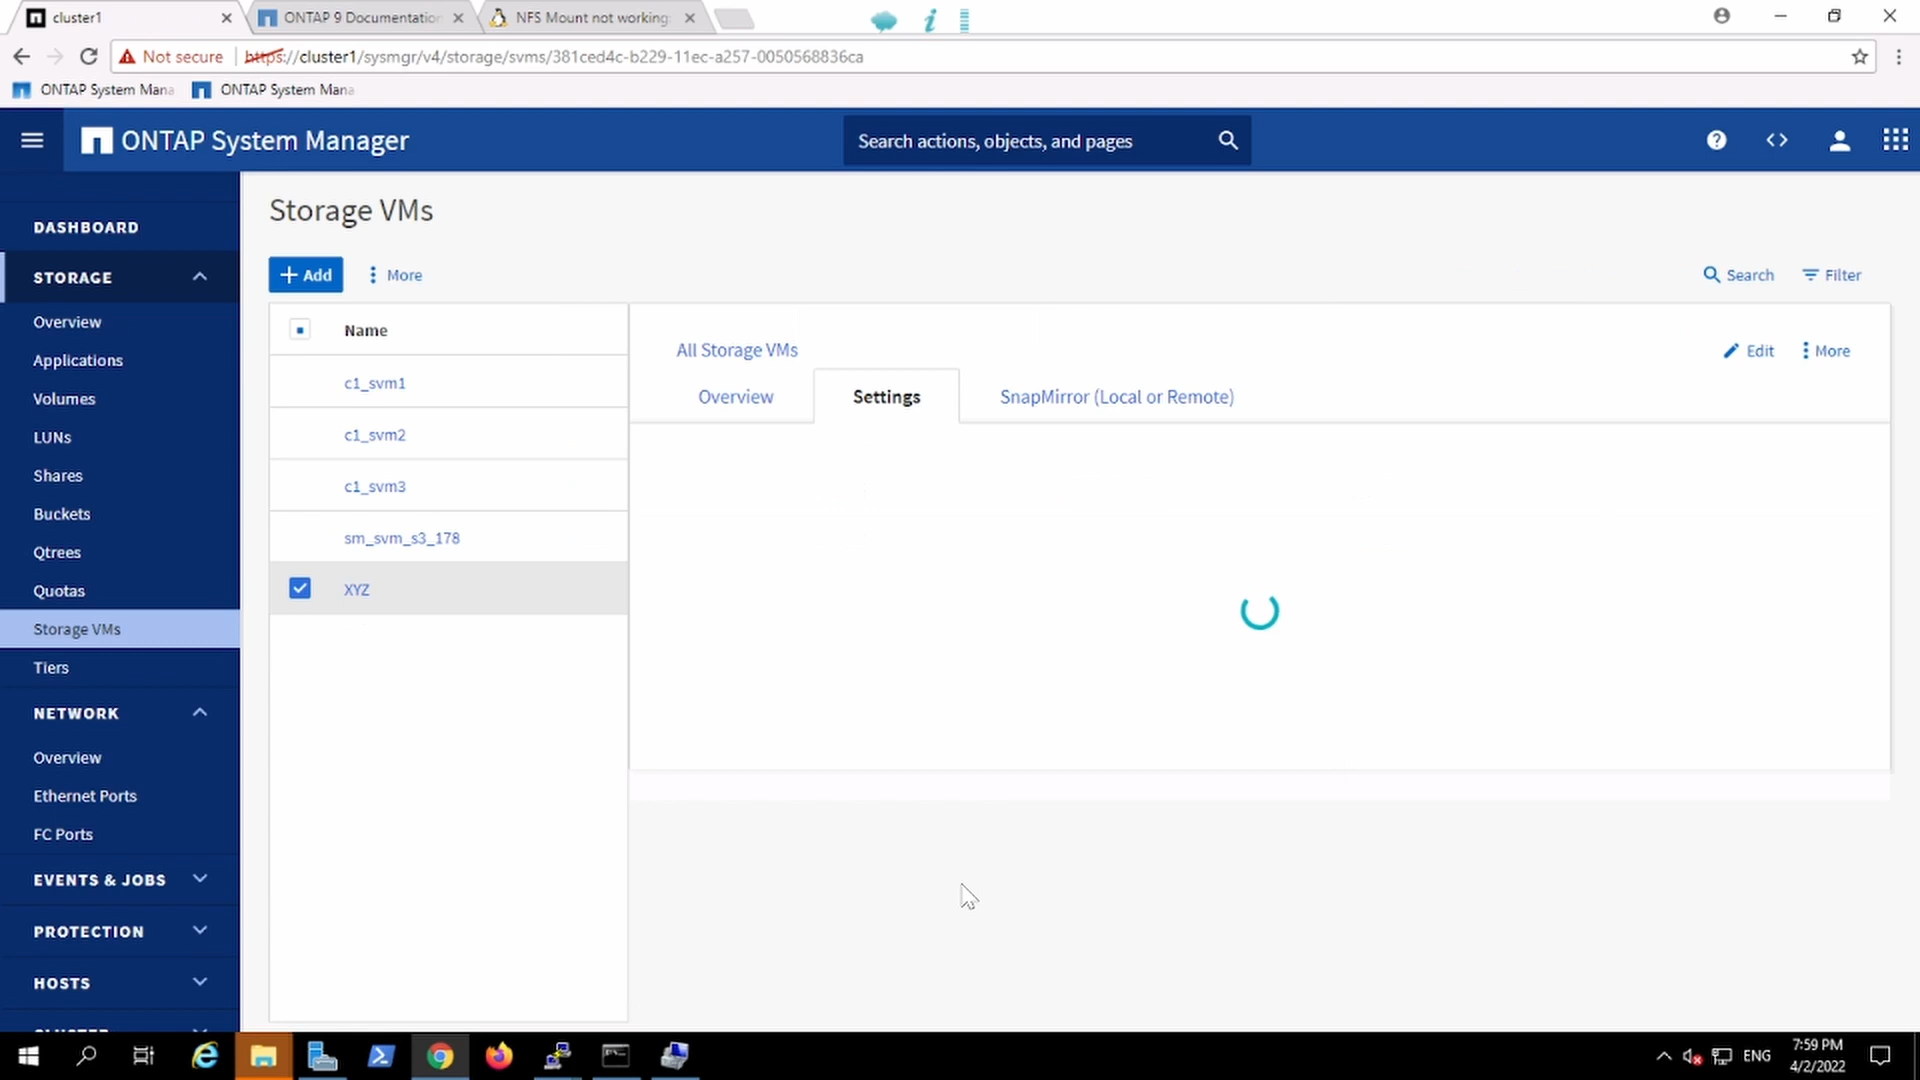 cluster1
ONTAP 9 Documentation
NFS Mount not working
Not secure
https://cluster1/sysmgr/v4/storage/svms/381ced4c-b229-11ec-a257-0050568836ca
ONTAP System Mana
ONTAP System Mana
ONTAP System Manager
Search actions, objects, and pages
DASHBOARD
STORAGE
Overview
Applications
Volumes
LUNs
Shares
Buckets
Qtrees
Quotas
Storage VMs
Tiers
NETWORK
Overview
Ethernet Ports
FC Ports
EVENTS & JOBS
PROTECTION
HOSTS
CLUSTER
Storage VMs
+ Add
More
Search
Filter
Name
c1_svm1
c1_svm2
c1_svm3
sm_svm_s3_178
XYZ
All Storage VMs
Edit
More
Overview
Settings
SnapMirror (Local or Remote)
ENG
7:59 PM
4/2/2022